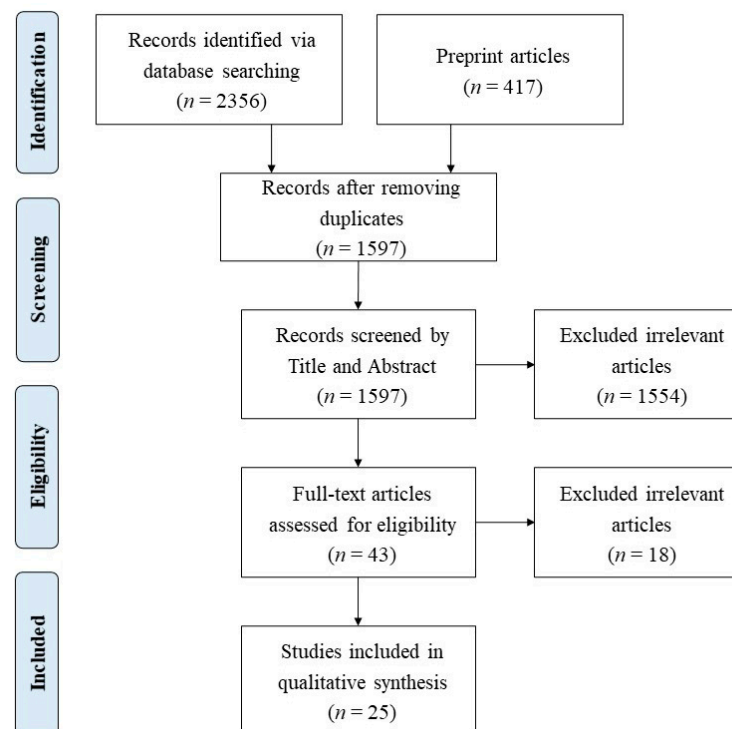 Identification
Records identified via
database searching
(n = 2356)
Preprint articles
(n = 417)
Records after removing
duplicates
(n = 1597)
Screening
Records screened by
Title and Abstract
(n = 1597)
Excluded irrelevant
articles
(n = 1554)
Eligibility
Full-text articles
assessed for eligibility
(n = 43)
Excluded irrelevant
articles
(n = 18)
Included
Studies included in
qualitative synthesis
(n = 25)